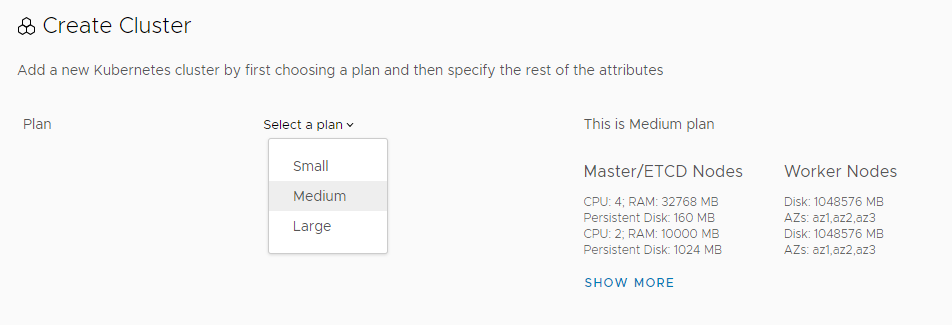 Create Cluster
Add a new Kubernetes cluster by first choosing a plan and then specify the rest of the attributes
Plan
Select a plan
Small
Medium
Large
This is Medium plan
Master/ETCD Nodes
CPU: 4; RAM: 32768 MB
Persistent Disk: 160 MB
CPU: 2; RAM: 10000 MB
Persistent Disk: 1024 MB
Worker Nodes
Disk: 1048576 MB
AZs: az1,az2,az3
Disk: 1048576 MB
AZs: az1,az2,az3
SHOW MORE